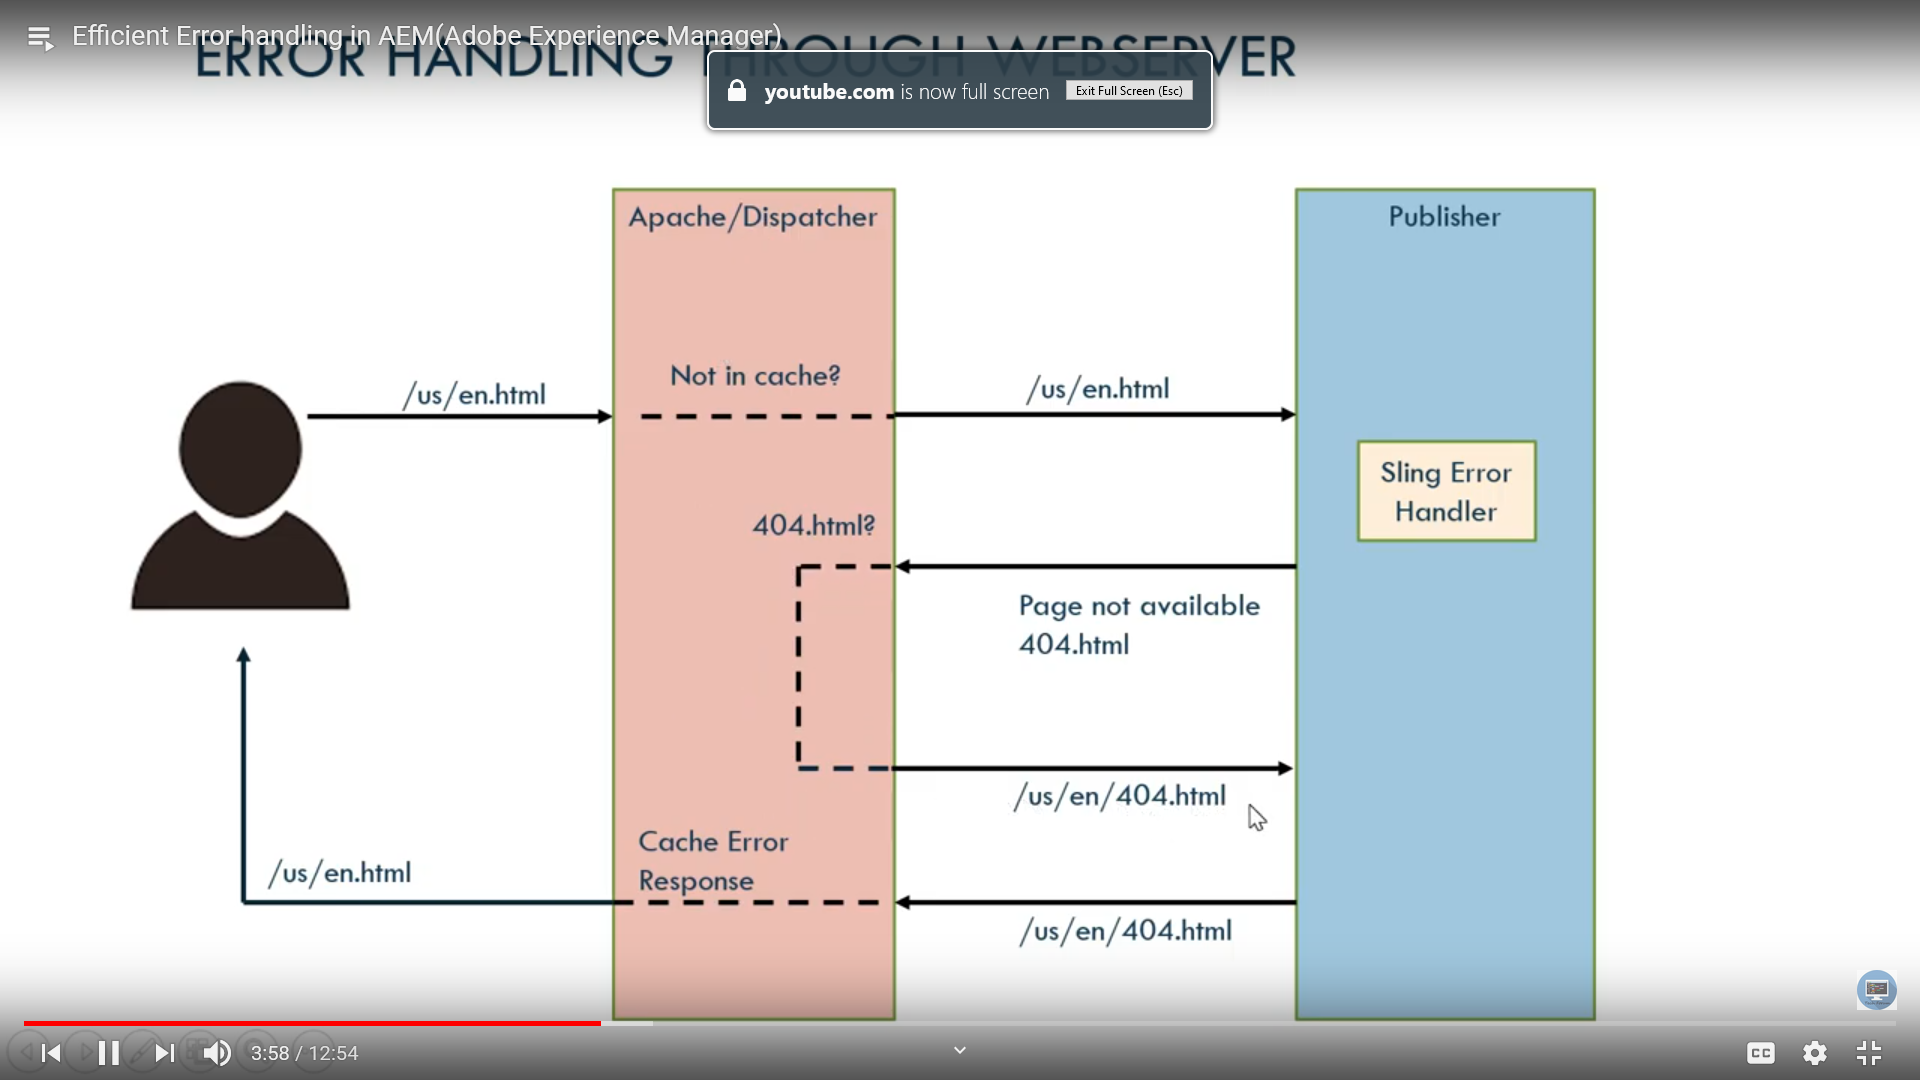 Efficient Error handling in AEM(Adobe Experience Manager)
ERROR HANDLING THROUGH WEBSERVER
youtube.com is now full screen Exit Full Screen (Esc)
Apache/Dispatcher
Publisher
Not in cache?
/us/en.html
/us/en.html
Sling Error
Handler
404.html?
Page not available
404.html
/us/en/404.html
Cache Error
Response
/us/en.html
/us/en/404.html
3:58 / 12:54
CC